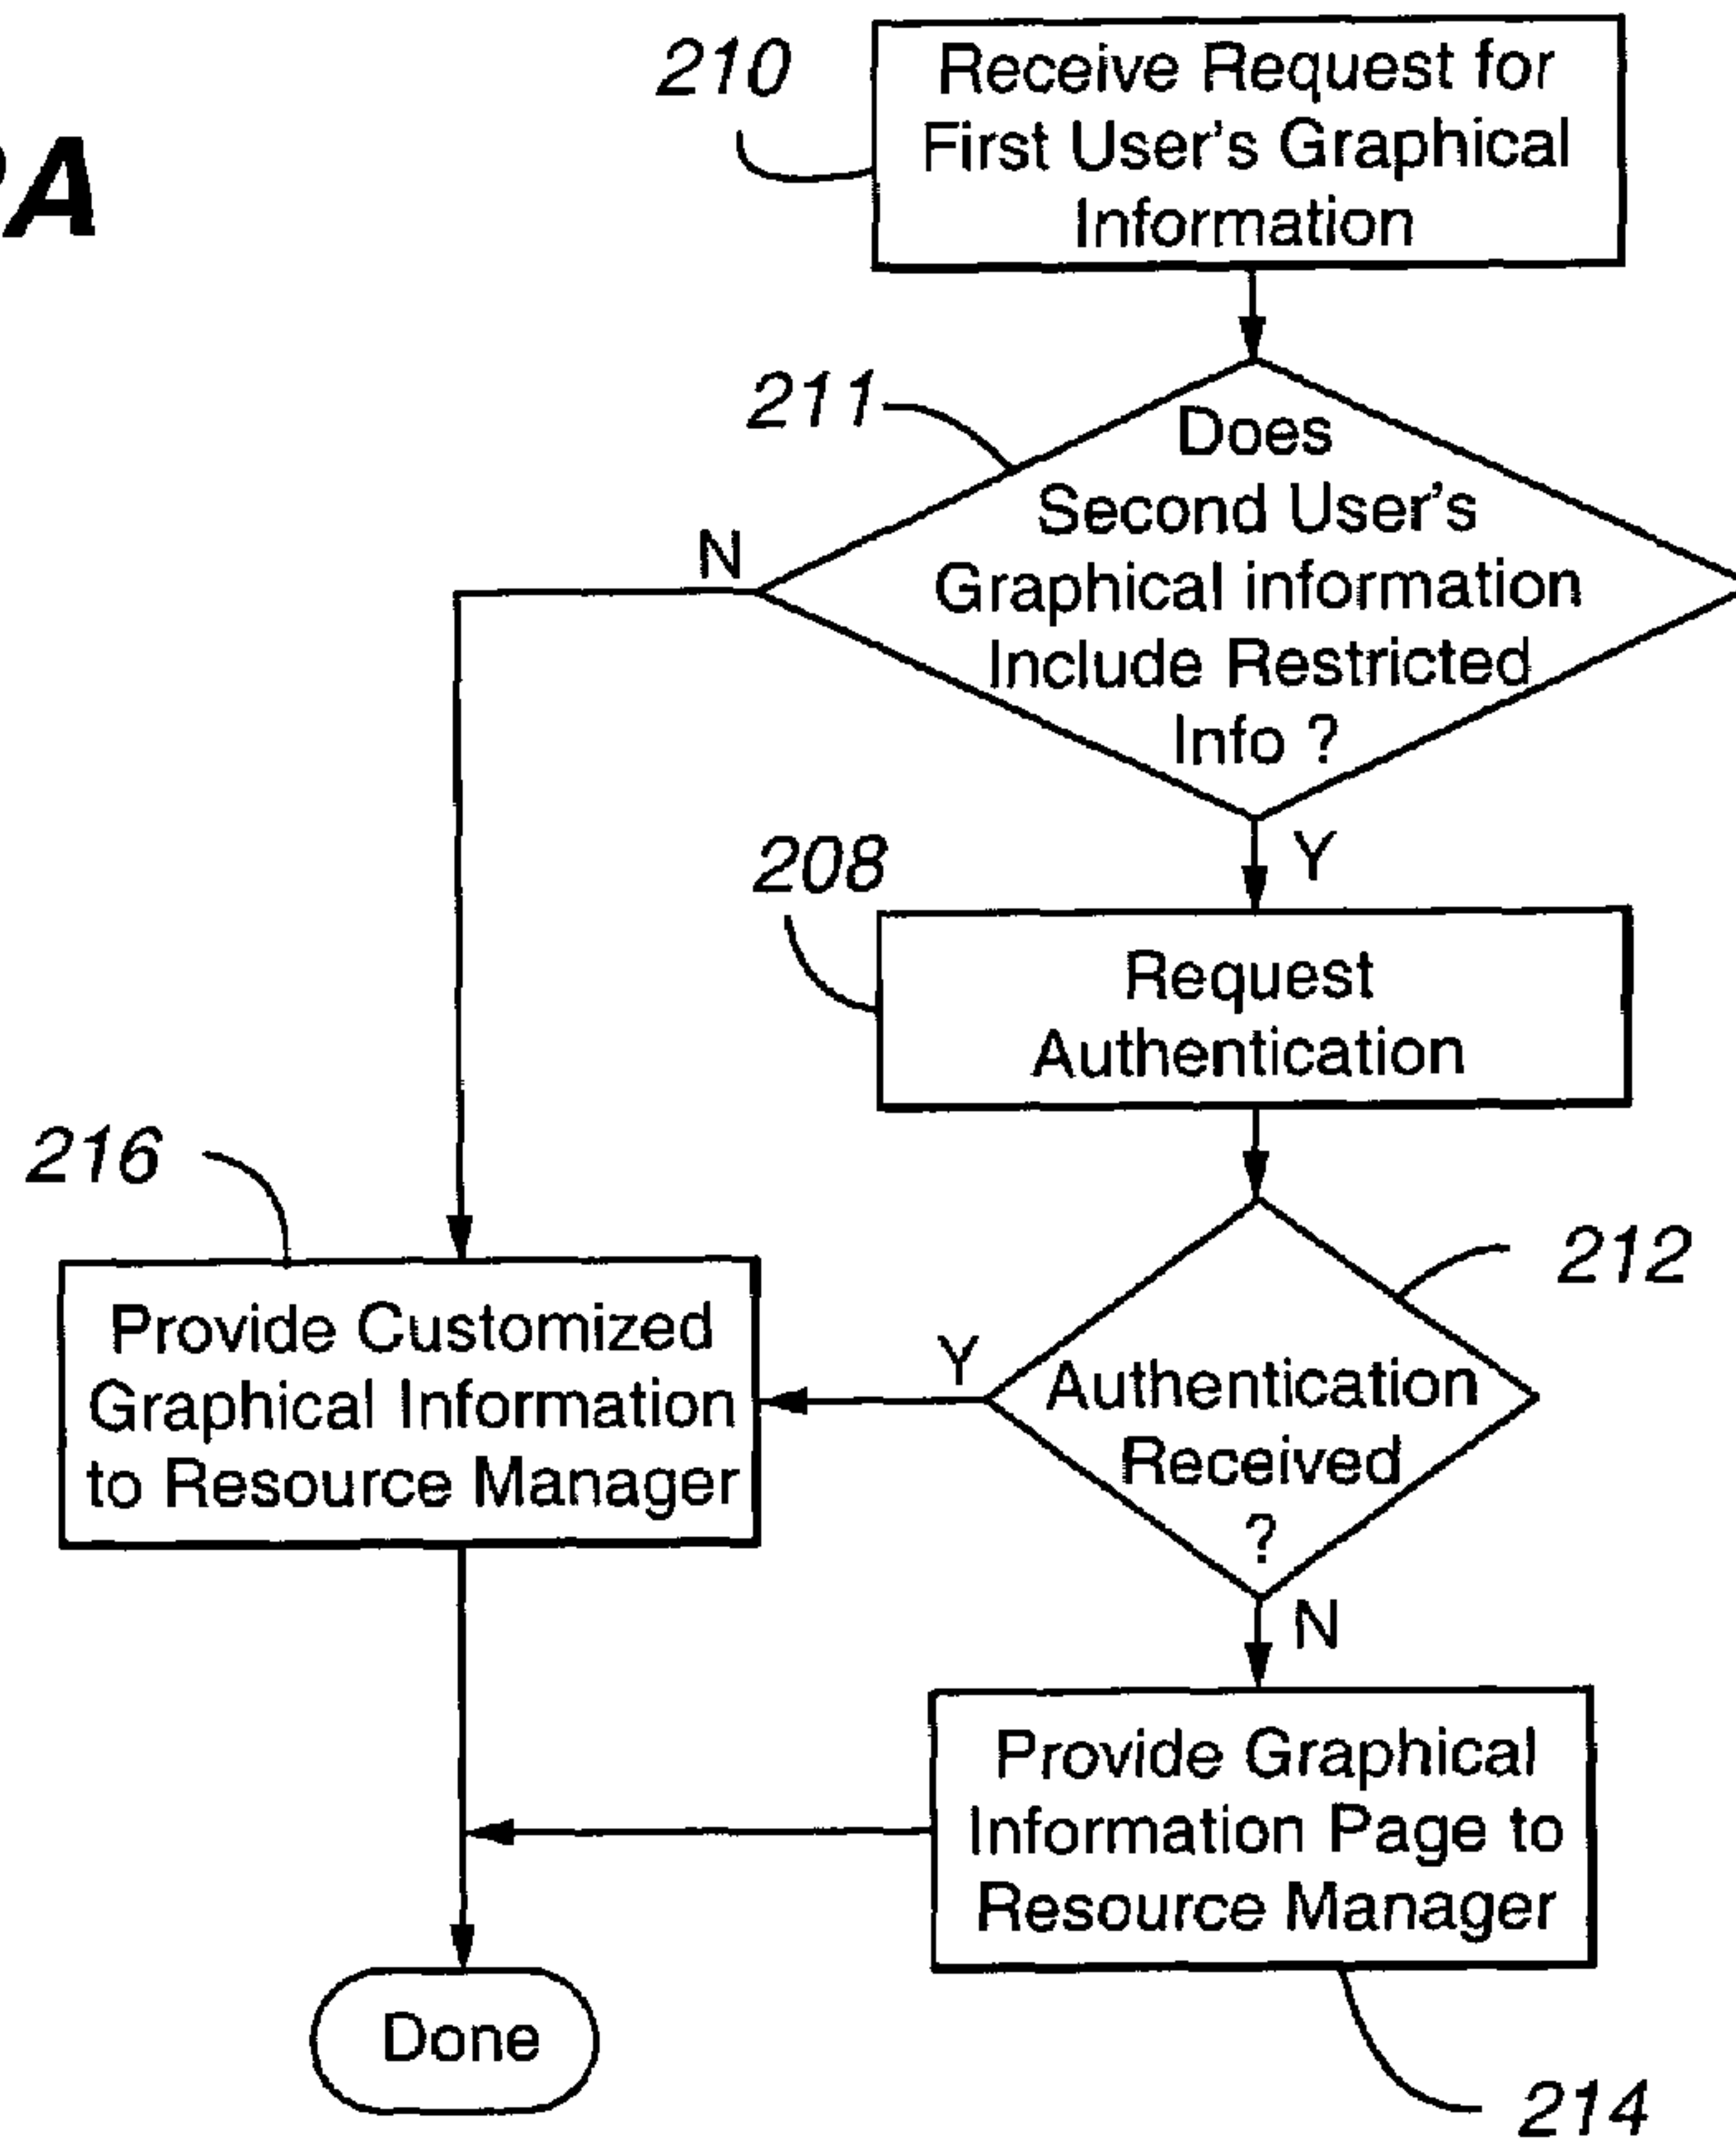 210
Receive Request for
First User's Graphical
Information
A
211
Does
Second User's
Graphical information
Include Restricted
Info ?
N
Y
208
Request
Authentication
216
Provide Customized
Graphical Information
to Resource Manager
212
Y
Authentication
Received
?
N
Provide Graphical
Information Page to
Resource Manager
Done
214